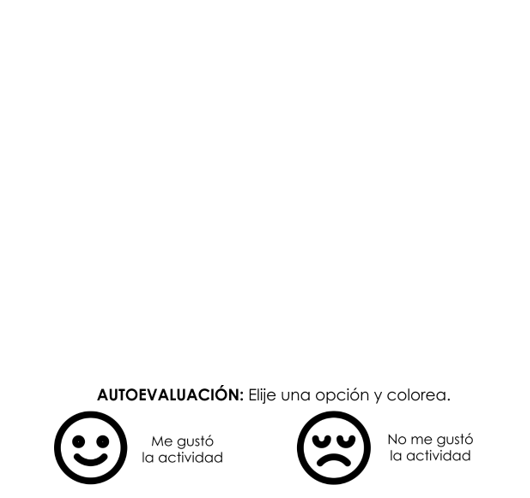 AUTOEVALUACIÓN: Elije una opción y colorea.
Me gustó
la actividad
No me gustó
la actividad